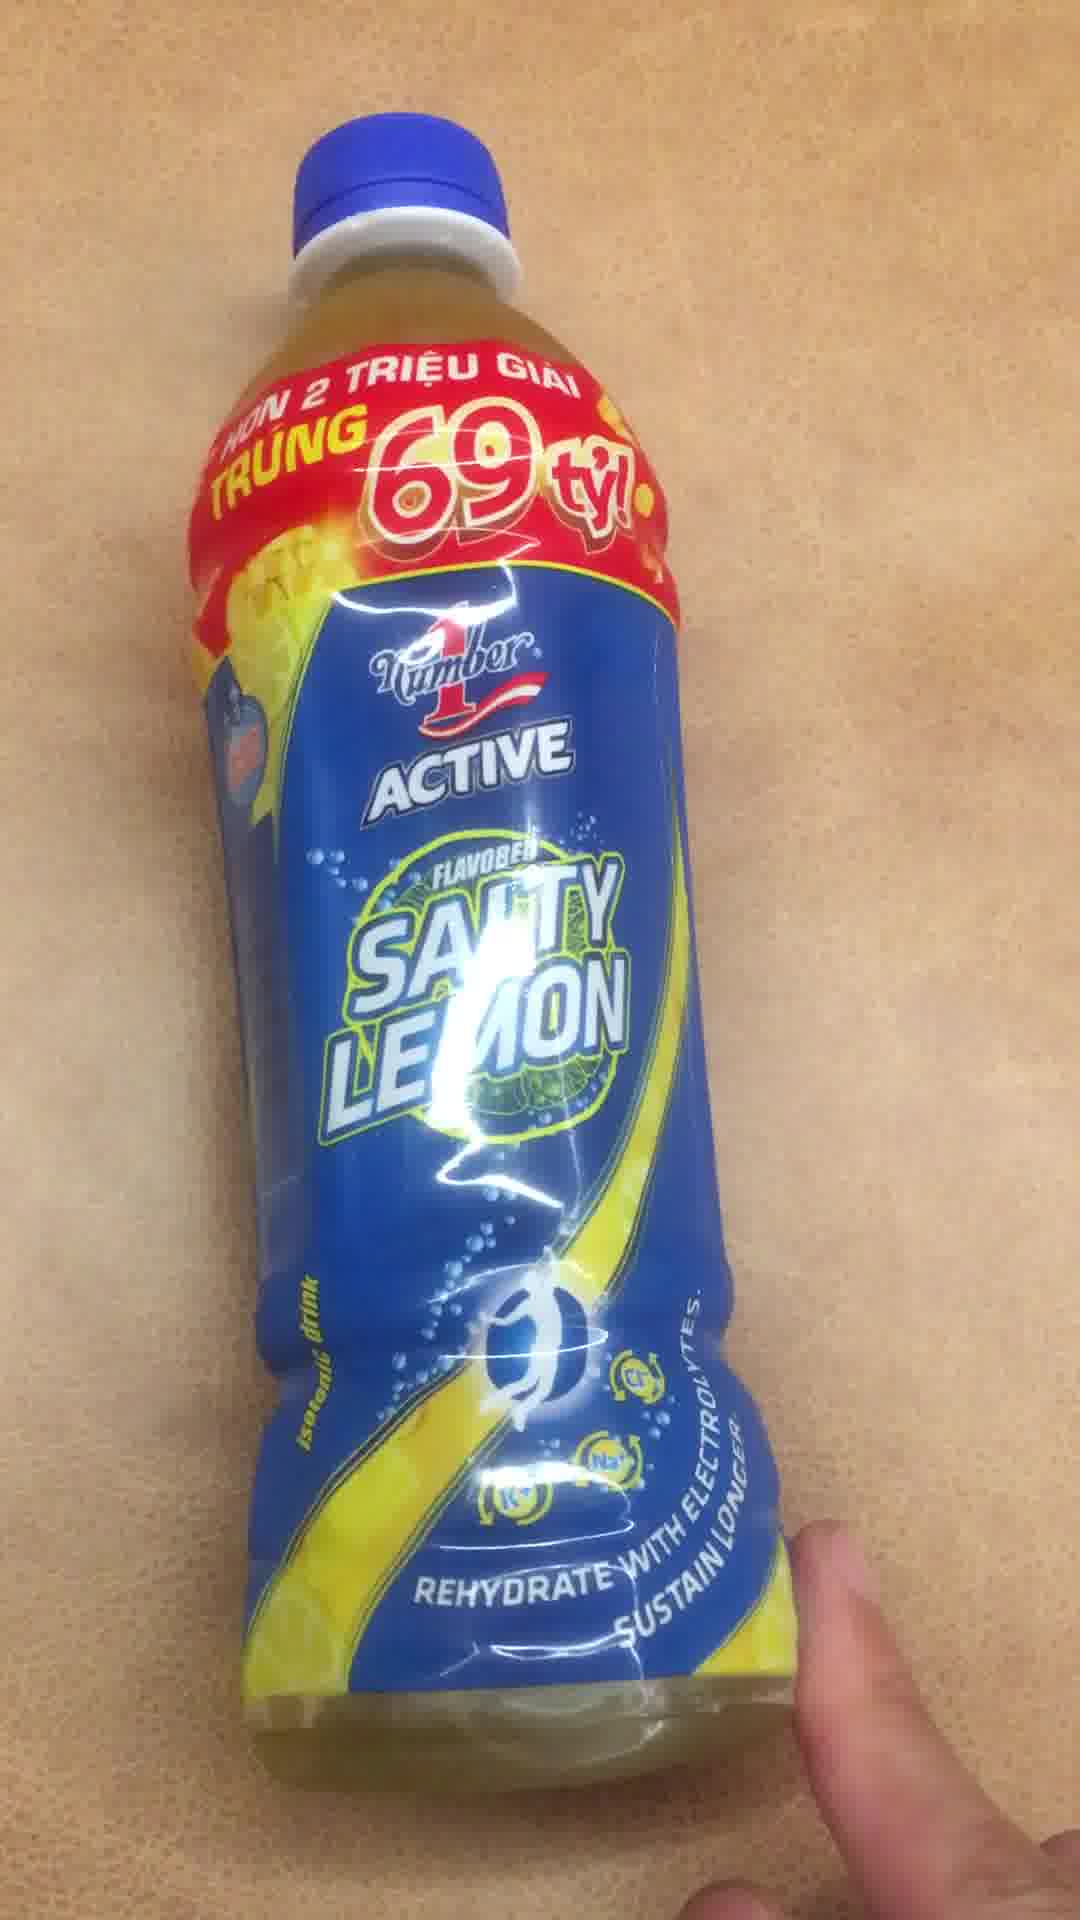 HƠN 2 TRIỆU GIẢI
TRÚNG 69 tỷ!
Number 1
ACTIVE
FLAVORED
SALTY
LEMON
isotonic drink
Cl-
Na+
K+
REHYDRATE WITH ELECTROLYTES.
SUSTAIN LONGER.